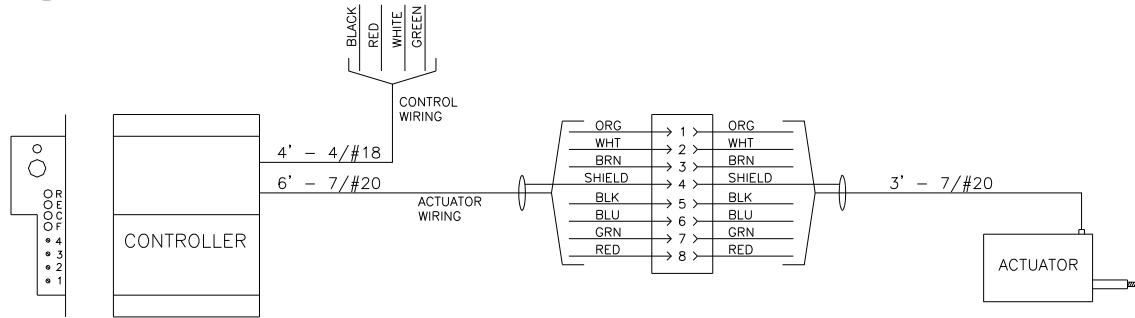 BLACK
RED
WHITE
GREEN
CONTROL
WIRING
4' - 4/#18
6' - 7/#20
ACTUATOR
WIRING
R
E
C
F
4
3
2
1
CONTROLLER
ORG 1 ORG
WHT 2 WHT
BRN 3 BRN
SHIELD 4 SHIELD
BLK 5 BLK
BLU 6 BLU
GRN 7 GRN
RED 8 RED
3' - 7/#20
ACTUATOR